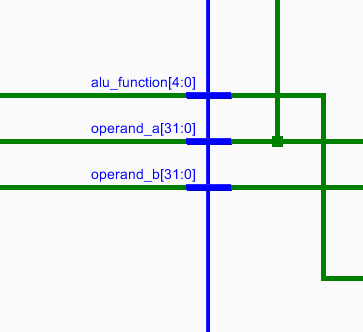 alu_function[4:0]
operand_a[31:0]
operand_b[31:0]